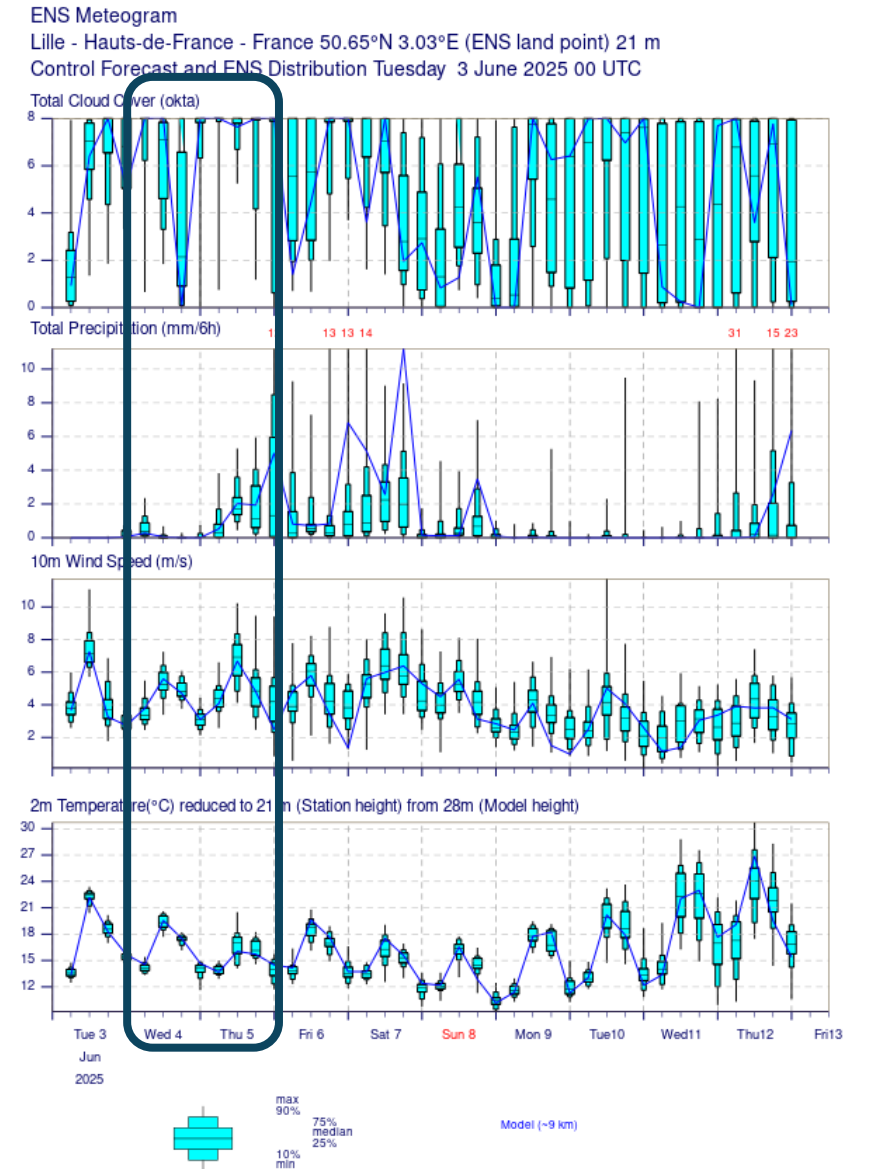 ENS Meteogram
Lille - Hauts-de-France - France 50.65°N 3.03°E (ENS land point) 21 m
Control Forecast and ENS Distribution Tuesday 3 June 2025 00 UTC
Total Cloud Cover (okta)
8
6
4
2
0
Total Precipitation (mm/6h)
13 13 14 31 15 23
10
8
6
4
2
0
10m Wind Speed (m/s)
10
8
6
4
2
2m Temperature(°C) reduced to 21 m (Station height) from 28m (Model height)
30
27
24
21
18
15
12
Tue 3 Wed 4 Thu 5 Fri 6 Sat 7 Sun 8 Mon 9 Tue10 Wed11 Thu12 Fri13
Jun
2025
max
90%
75%
median
25%
10%
min
Model (~9 km)